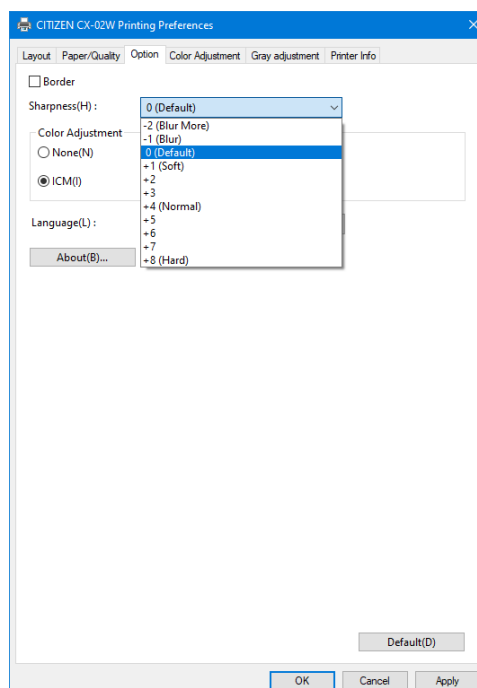 CITIZEN CX-02W Printing Preferences
Layout Paper/Quality Option Color Adjustment Gray adjustment Printer Info
Border
Sharpness(H) : 0 (Default)
-2 (Blur More)
-1 (Blur)
0 (Default)
+1 (Soft)
+2
+3
+4 (Normal)
+5
+6
+7
+8 (Hard)
Color Adjustment
None(N)
ICM(I)
Language(L) :
About(B)...
Default(D)
OK Cancel Apply